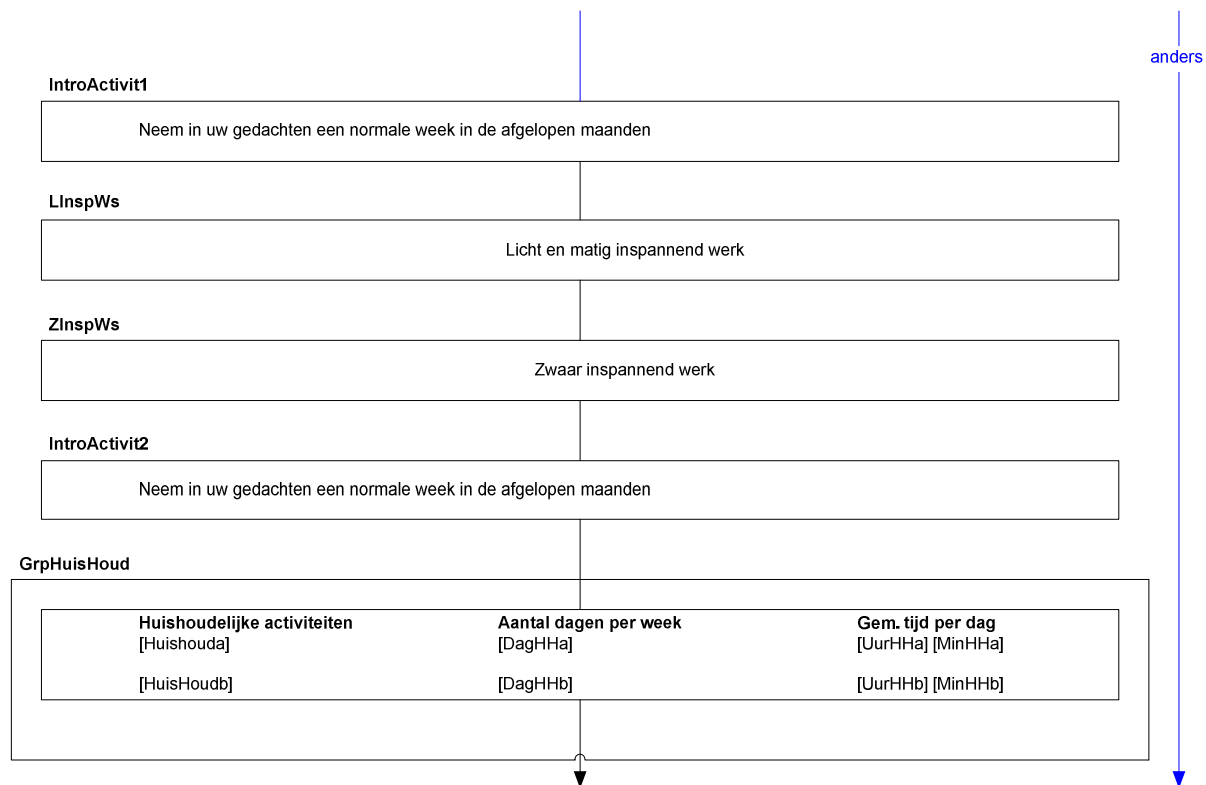 anders
IntroActivit1
Neem in uw gedachten een normale week in de afgelopen maanden
LInspWs
Licht en matig inspannend werk
ZInspWs
Zwaar inspannend werk
IntroActivit2
Neem in uw gedachten een normale week in de afgelopen maanden
GrpHuisHoud
Huishoudelijke activiteiten Aantal dagen per week Gem. tijd per dag
[Huishouda] [DagHHa] [UurHHa] [MinHHa]
[HuisHoudb] [DagHHb] [UurHHb] [MinHHb]